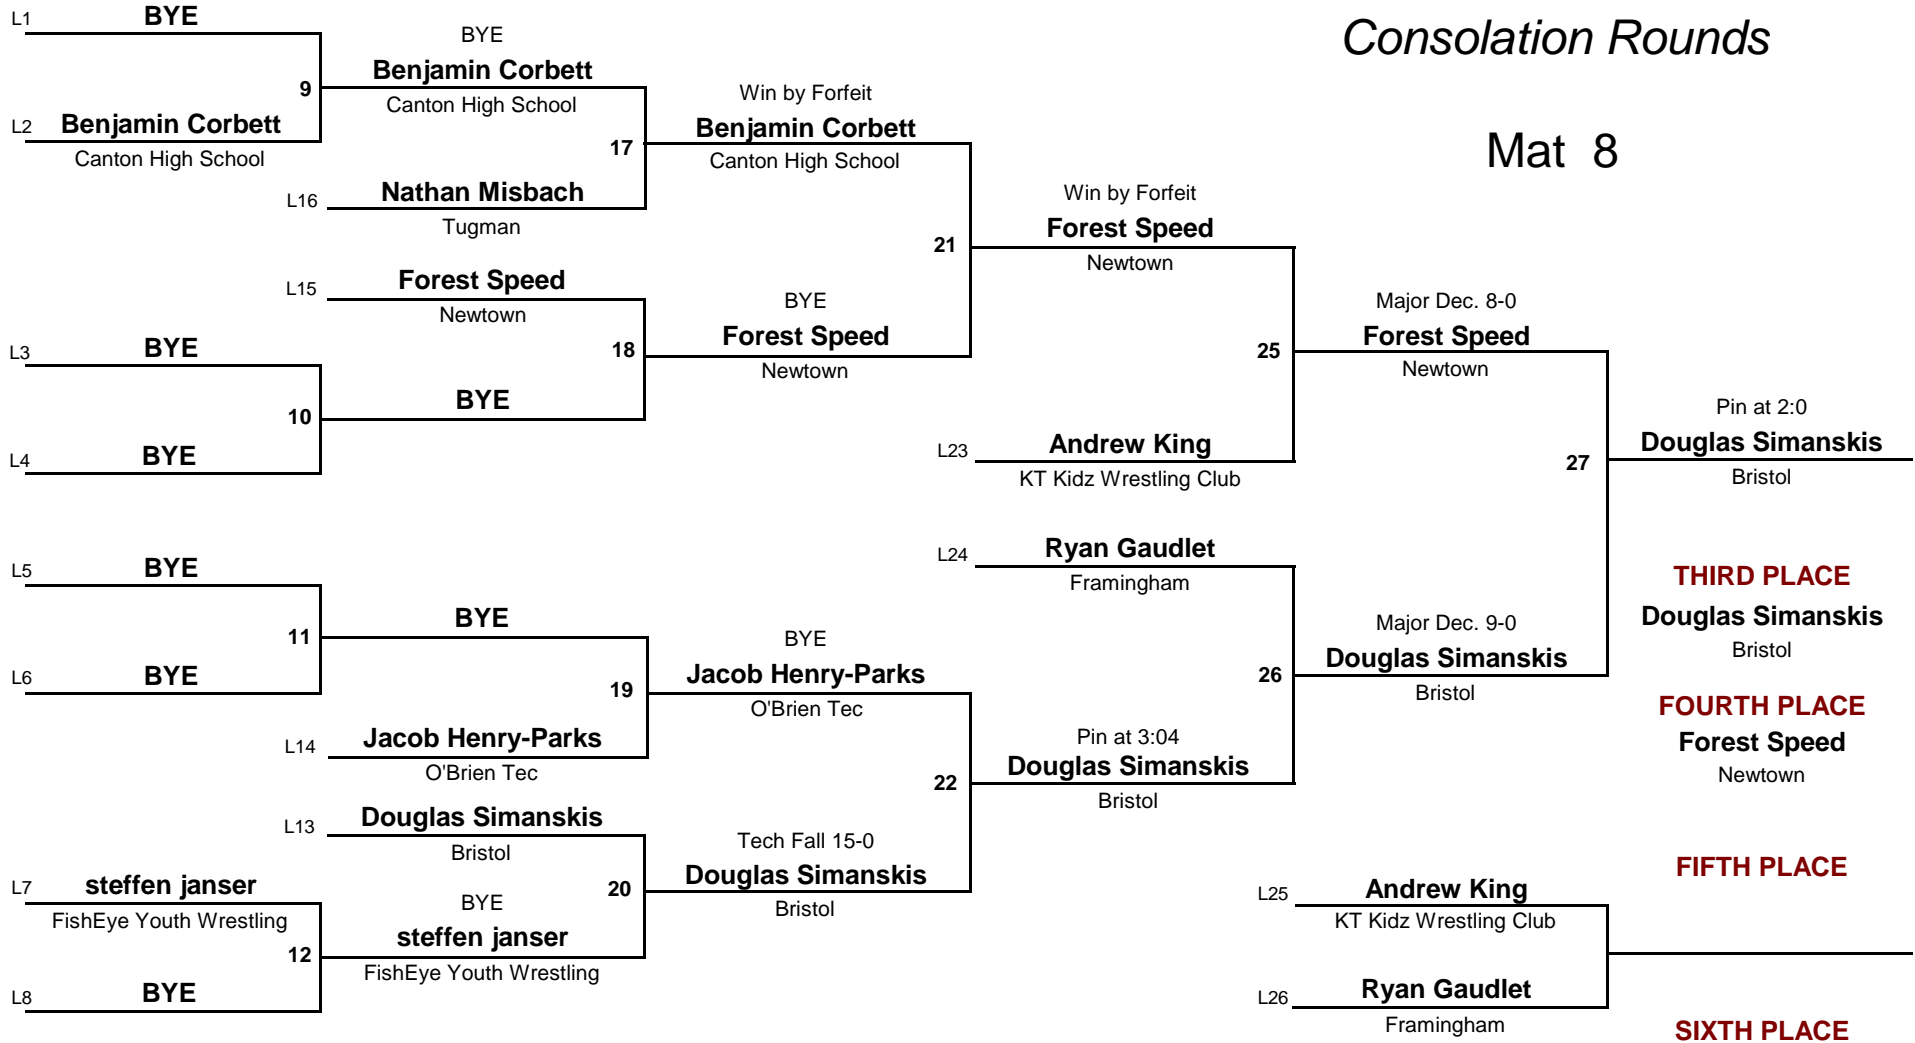 Consolation Rounds
Mat 8
L1 BYE
9
L2 Benjamin Corbett
Canton High School
BYE
Benjamin Corbett
Canton High School
17
L16 Nathan Misbach
Tugman
Win by Forfeit
Benjamin Corbett
Canton High School
21
L15 Forest Speed
Newtown
18
L3 BYE
10
L4 BYE
BYE
BYE
Forest Speed
Newtown
Win by Forfeit
Forest Speed
Newtown
25
L23 Andrew King
KT Kidz Wrestling Club
Major Dec. 8-0
Forest Speed
Newtown
27
Pin at 2:0
Douglas Simanskis
Bristol
L5 BYE
11
L6 BYE
BYE
19
L14 Jacob Henry-Parks
O'Brien Tec
BYE
Jacob Henry-Parks
O'Brien Tec
22
L13 Douglas Simanskis
Bristol
20
L7 steffen janser
FishEye Youth Wrestling
12
L8 BYE
BYE
steffen janser
FishEye Youth Wrestling
Tech Fall 15-0
Douglas Simanskis
Bristol
L24 Ryan Gaudlet
Framingham
26
Pin at 3:04
Douglas Simanskis
Bristol
Major Dec. 9-0
Douglas Simanskis
Bristol
THIRD PLACE
Douglas Simanskis
Bristol
FOURTH PLACE
Forest Speed
Newtown
FIFTH PLACE
L25 Andrew King
KT Kidz Wrestling Club
L26 Ryan Gaudlet
Framingham
SIXTH PLACE